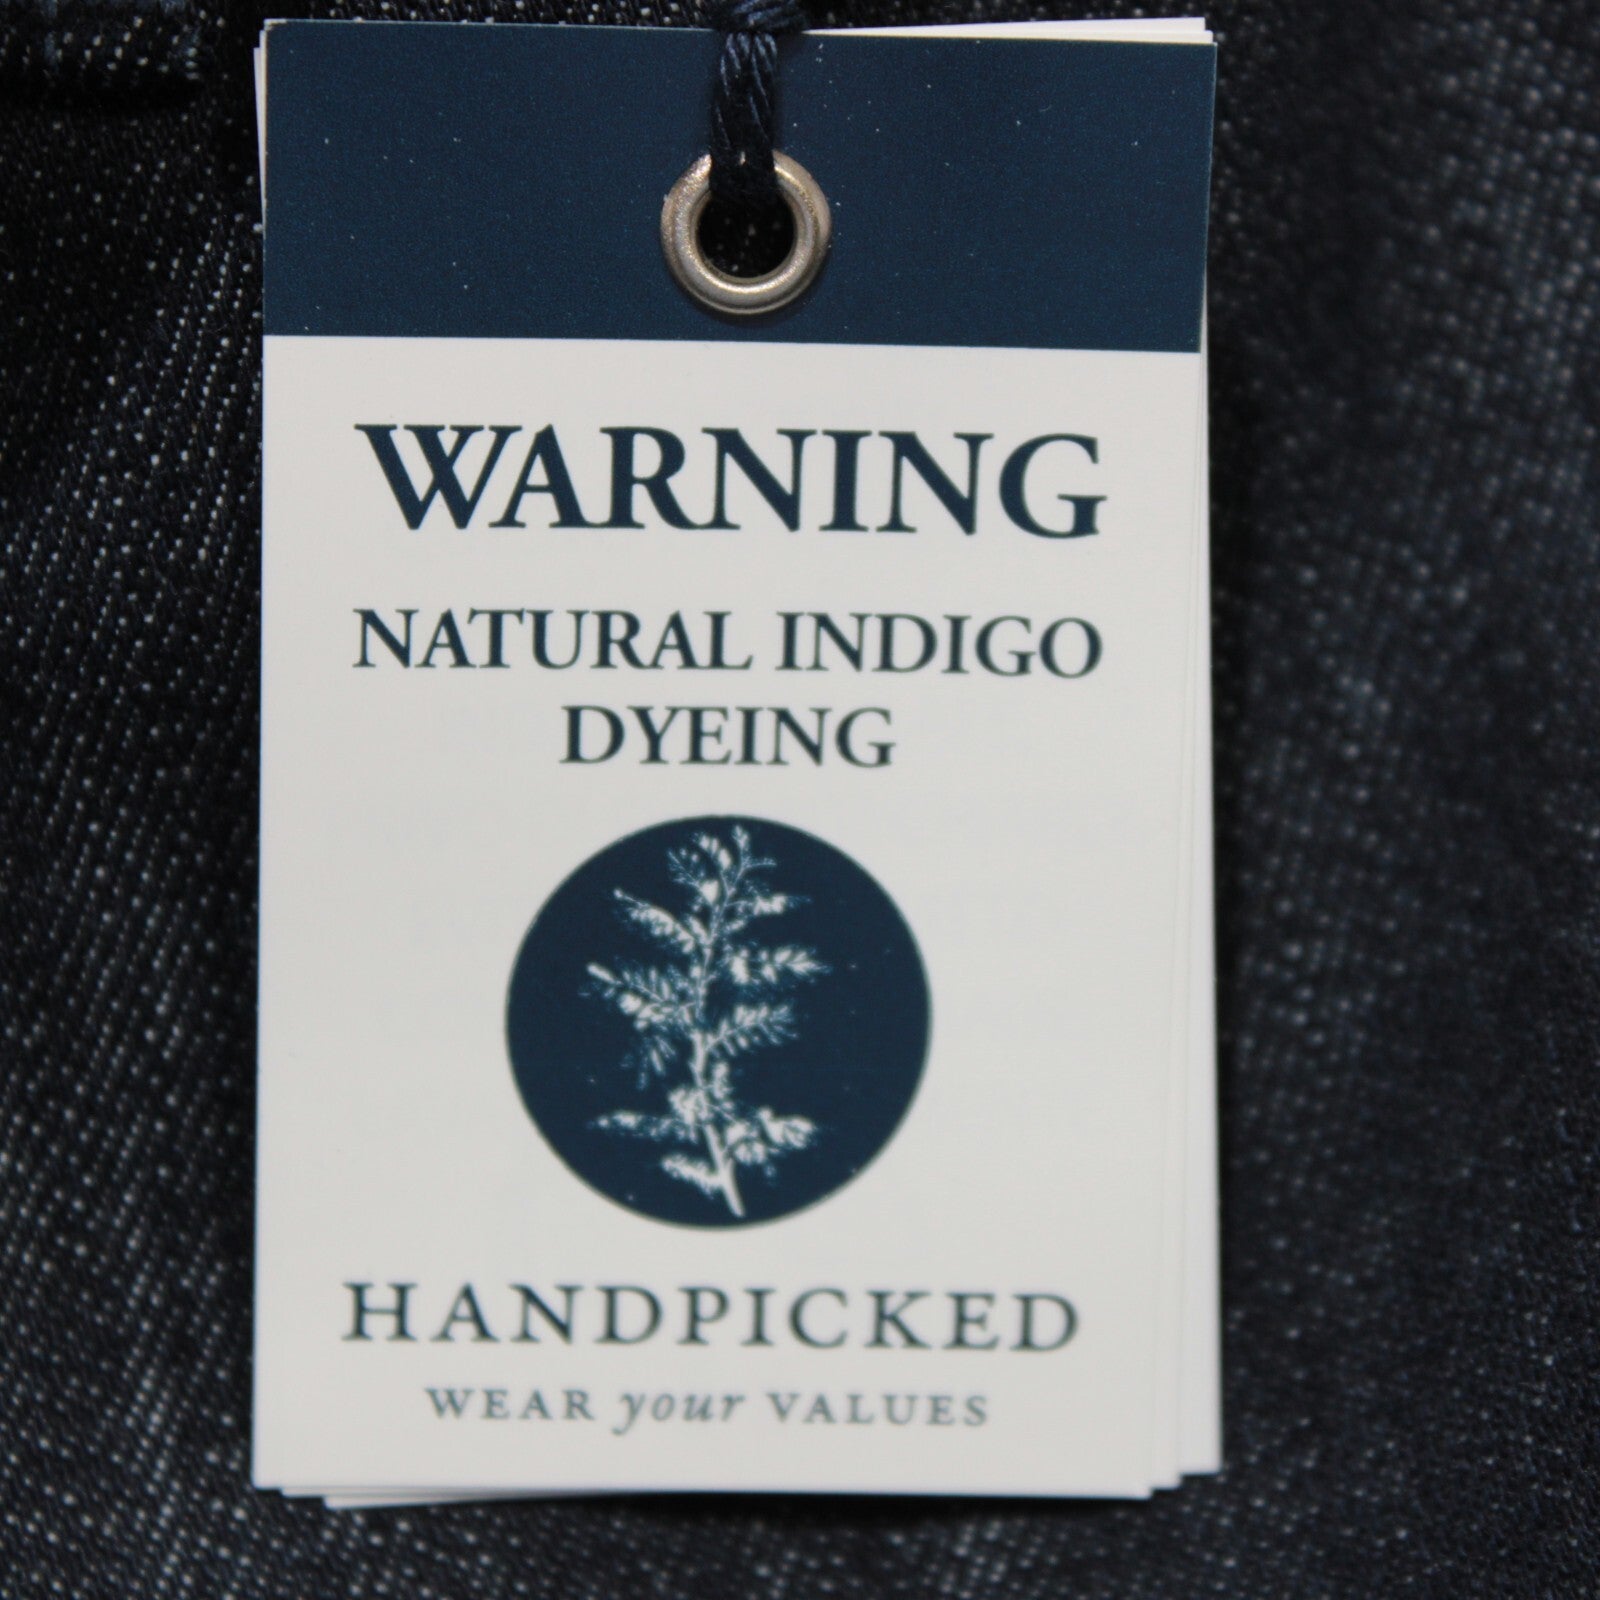 WARNING
NATURAL INDIGO
DYEING
HANDPICKED
WEAR your VALUES